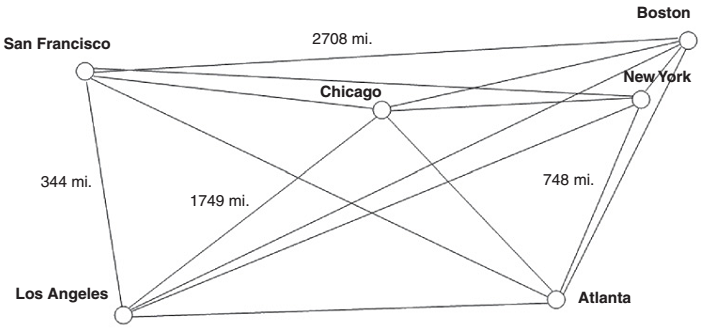 Boston
San Francisco
2708 mi.
New York
Chicago
344 mi.
748 mi.
1749 mi.
Los Angeles
Atlanta